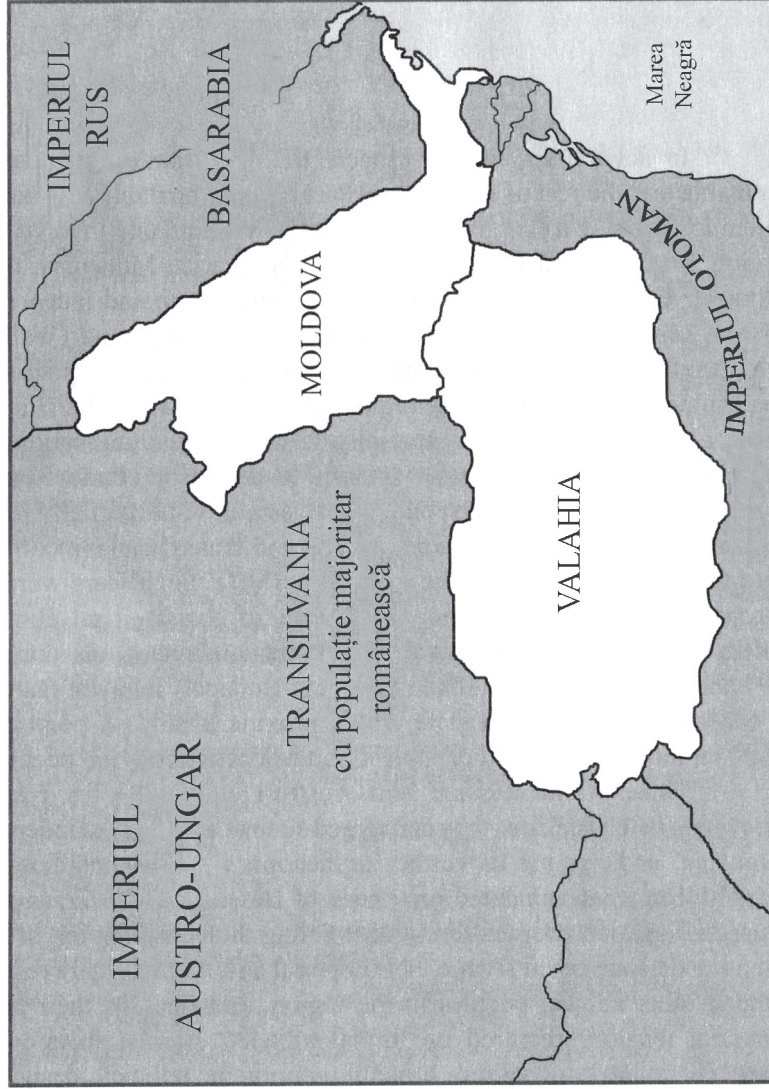 IMPERIUL
AUSTRO-UNGAR
TRANSILVANIA
cu populație majoritar
românească
MOLDOVA
BASARABIA
IMPERIUL
RUS
VALAHIA
IMPERIUL OTOMAN
Marea
Neagră